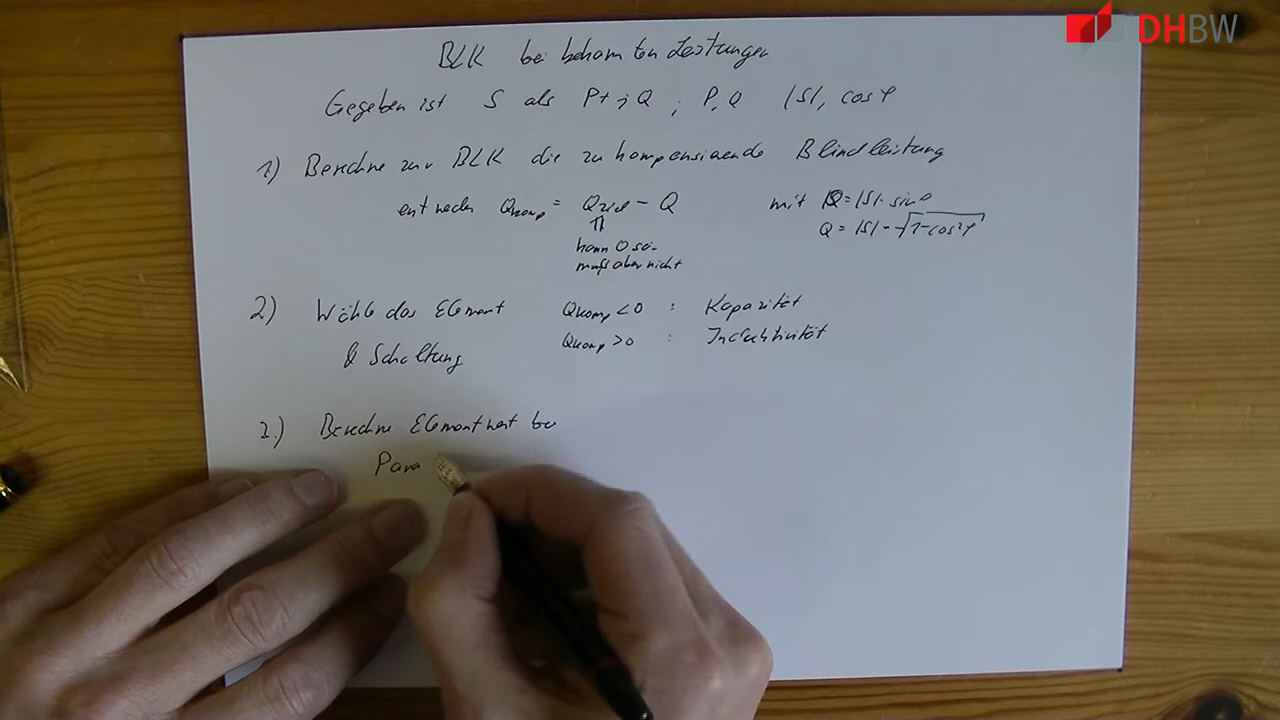 DHBW
BLK bei bekannten Leistungen
Gegeben ist S als P+jQ ; P, Q |S|, cos φ
1) Berechne zur BLK die zu kompensierende Blindleistung
entweder Qkomp = Qziel - Q mit Q = |S| · sin φ
⇑ Q = |S| · √1-cos²φ
kann 0 sein
muß aber nicht
2) Wähle das Element Qkomp < 0 : Kapazität
& Schaltung Qkomp > 0 : Induktivität
3.) Berechne Elementwert bei
Para